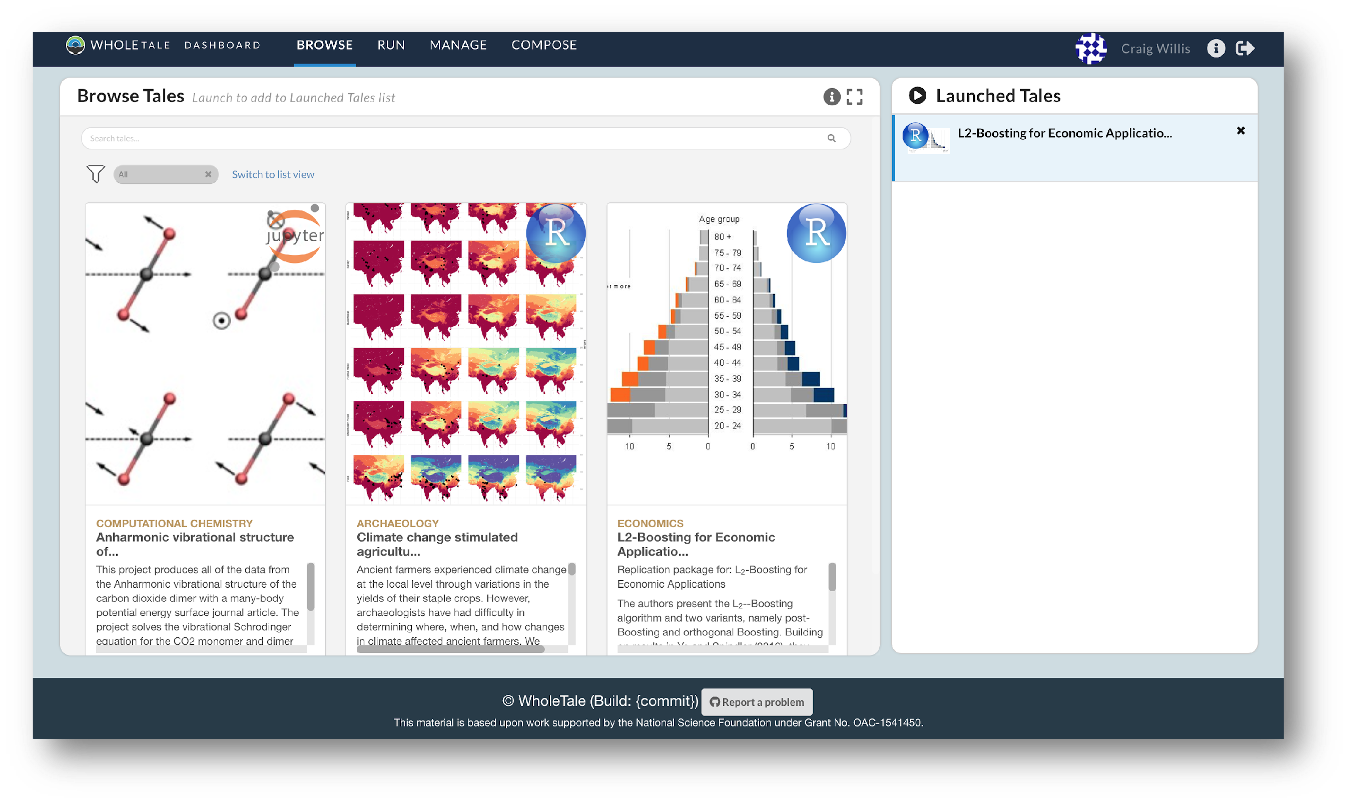 WHOLETALE DASHBOARD BROWSE RUN MANAGE COMPOSE Craig Willis
Browse Tales Launch to add to Launched Tales list
Launched Tales
Search tales...
L2-Boosting for Economic Applicatio...
All Switch to list view
jupyter
R
R
Age group
80 +
75 - 79
70 - 74
65 - 69
60 - 64
55 - 59
50 - 54
45 - 49
40 - 44
35 - 39
30 - 34
25 - 29
20 - 24
10 5 0 0 5 10
COMPUTATIONAL CHEMISTRY
Anharmonic vibrational structure
of...
This project produces all of the data from
the Anharmonic vibrational structure of the
carbon dioxide dimer with a many-body
potential energy surface journal article. The
project solves the vibrational Schrodinger
equation for the CO2 monomer and dimer
ARCHAEOLOGY
Climate change stimulated
agricultu...
Ancient farmers experienced climate change
at the local level through variations in the
yields of their staple crops. However,
archaeologists have had difficulty in
determining where, when, and how changes
in climate affected ancient farmers. We
ECONOMICS
L2-Boosting for Economic
Applicatio...
Replication package for: L2-Boosting for
Economic Applications
The authors present the L2--Boosting
algorithm and two variants, namely post-
Boosting and orthogonal Boosting. Building
© WholeTale (Build: {commit}) Report a problem
This material is based upon work supported by the National Science Foundation under Grant No. OAC-1541450.